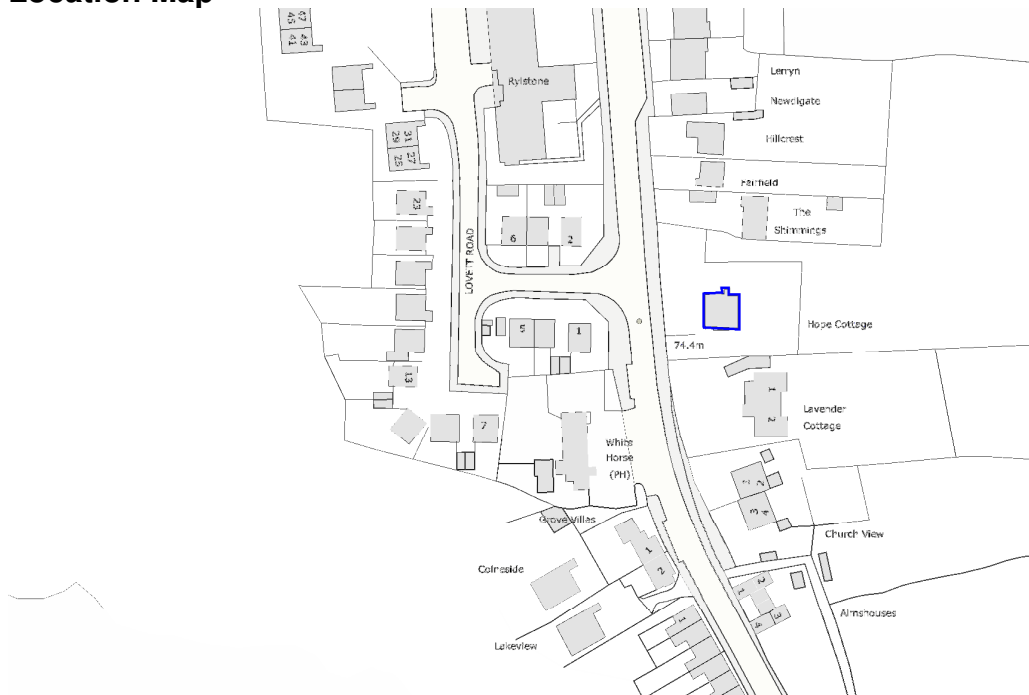 Location Map
47
45
43
41
Rylstone
Lerryn
Newdigate
Hillcrest
31
29
27
25
Fairfield
23
The
Shimmings
6
2
LOVETT ROAD
Hope Cottage
5
1
74.4m
13
1
2
Lavender
Cottage
7
White
Horse
(PH)
1
2
3
4
Grove Villas
Church View
1
2
Colneside
Almshouses
1
2
3
4
Lakeview
1